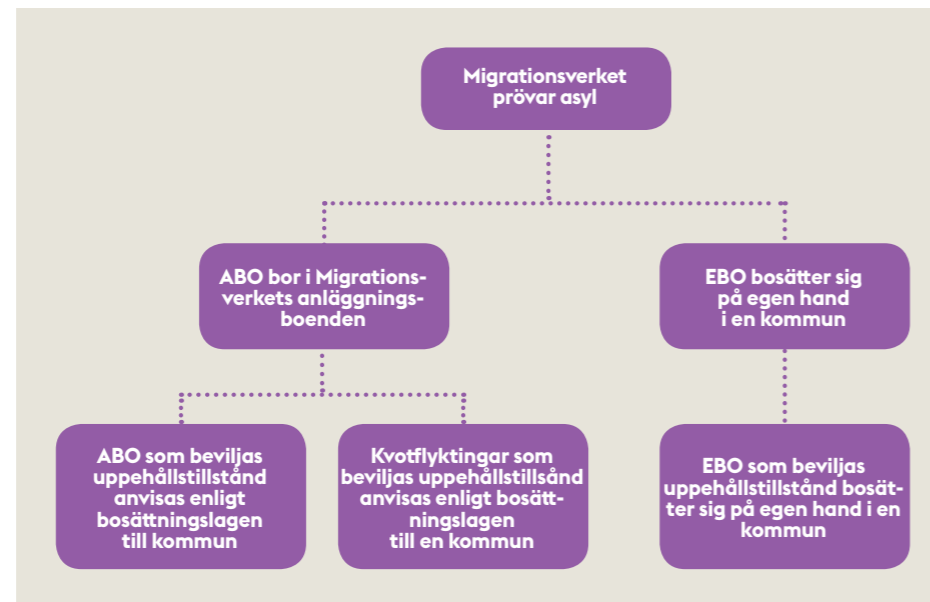 Migrationsverket
prövar asyl
ABO bor i Migrations-
verkets anläggnings-
boenden
EBO bosätter sig
på egen hand
i en kommun
ABO som beviljas
uppehållstillstånd
anvisas enligt
bosättningslagen
till kommun
Kvotflyktingar som
beviljas uppehållstillsånd
anvisas enligt bosätt-
ningslagen
till en kommun
EBO som beviljas
uppehållstillstånd bosät-
ter sig på egen hand i en
kommun